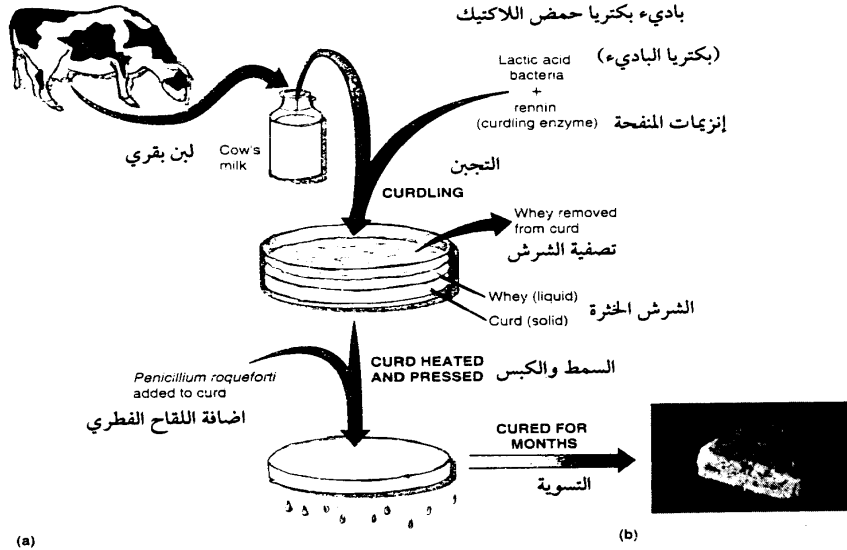 باديء بكتريا حمض اللاكتيك
(بكتريا الباديء)
Lactic acid
bacteria
+
rennin
(curdling enzyme)
إنزيمات المنفحة
لبن بقري
Cow's
milk
التجبن
CURDLING
Whey removed
from curd
تصفية الشرش
Whey (liquid)
Curd (solid)
الشرش الخثرة
CURD HEATED
AND PRESSED
السمط والكبس
Penicillium roqueforti
added to curd
اضافة اللقاح الفطري
CURED FOR
MONTHS
التسوية
(a)
(b)